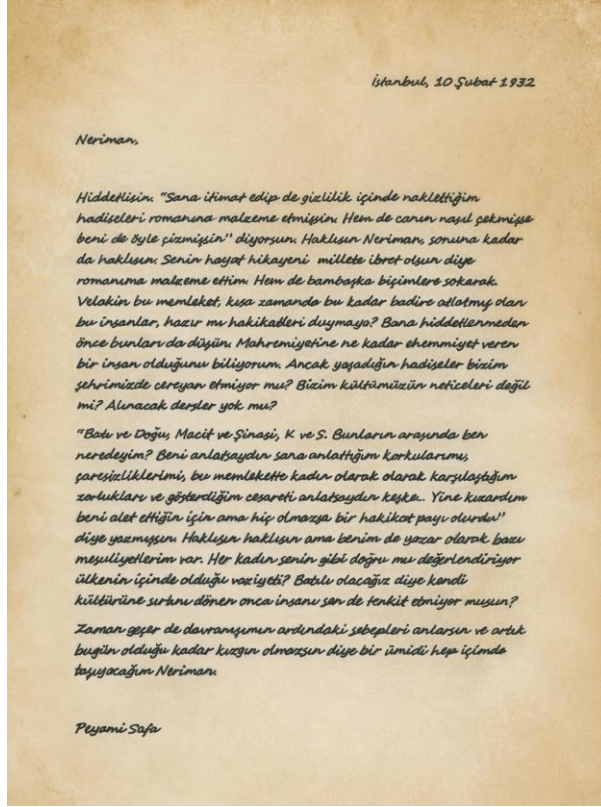 İstanbul, 10 Şubat 1932
Neriman,
Hiddetlisin. "Sana itimat edip de gizlilik içinde naklettiğim
hadiseleri romanına malzeme etmişsin. Hem de canın nasıl çekmişse
beni de öyle çizmişsin" diyorsun. Haklısın Neriman, sonuna kadar
da haklısın. Senin hayat hikayeni millete ibret olsun diye
romanıma malzeme ettim. Hem de bambaşka biçimlere sokarak.
Velakin bu memleket, kısa zamanda bu kadar badire atlatmış olan
bu insanlar, hazır mı hakikatleri duymaya? Bana hiddetlenmeden
önce bunları da düşün. Mahremiyetine ne kadar ehemmiyet veren
bir insan olduğunu biliyorum. Ancak yaşadığın hadiseler bizim
şehrimizde cereyan etmiyor mu? Bizim kültümüzün neticeleri değil
mi? Alınacak dersler yok mu?
"Batı ve Doğu, Macit ve Şinasi, K ve S. Bunların arasında ben
neredeyim? Beni anlatsaydın sana anlattığım korkularımı,
çaresizliklerimi, bu memlekette kadın olarak olarak karşılaştığım
zorlukları ve gösterdiğim cesareti anlatsaydın keşke... Yine kızardım
beni alet ettiğin için ama hiç olmazsa bir hakikat payı olurdu"
diye yazmışsın. Haklısın haklısın ama benim de yazar olarak bazı
mesuliyetlerim var. Her kadın senin gibi doğru mu değerlendiriyor
ülkenin içinde olduğu vaziyeti? Batılı olacağız diye kendi
kültürüne sırtını dönen onca insanı sen de tenkit etmiyor musun?
Zaman geçer de davranışımın ardındaki sebepleri anlarsın ve artık
bugün olduğu kadar kızgın olmazsın diye bir ümidi hep içimde
taşıyacağım Neriman.
Peyami Safa